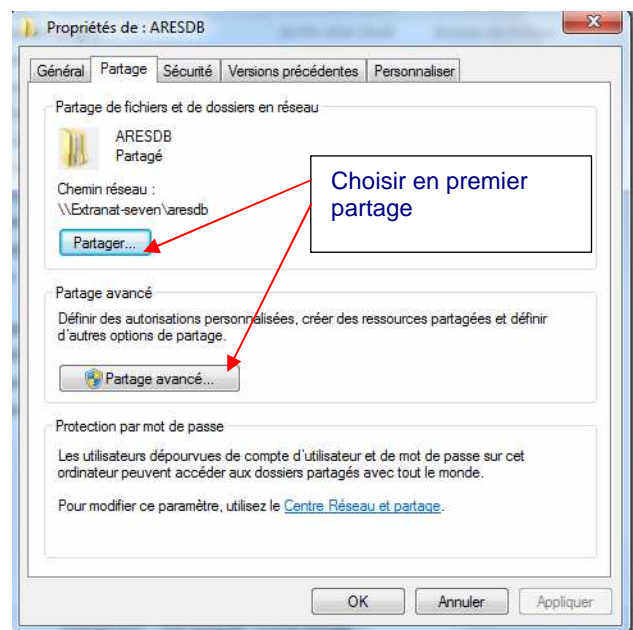 Propriétés de : ARESDB
Général Partage Sécurité Versions précédentes Personnaliser
Partage de fichiers et de dossiers en réseau
ARESDB
Partagé
Chemin réseau :
\\Extranat-seven\aresdb
Partager...
Choisir en premier
partage
Partage avancé
Définir des autorisations personnalisées, créer des ressources partagées et définir
d'autres options de partage.
Partage avancé...
Protection par mot de passe
Les utilisateurs dépourvues de compte d'utilisateur et de mot de passe sur cet
ordinateur peuvent accéder aux dossiers partagés avec tout le monde.
Pour modifier ce paramètre, utilisez le Centre Réseau et partage.
OK Annuler Appliquer